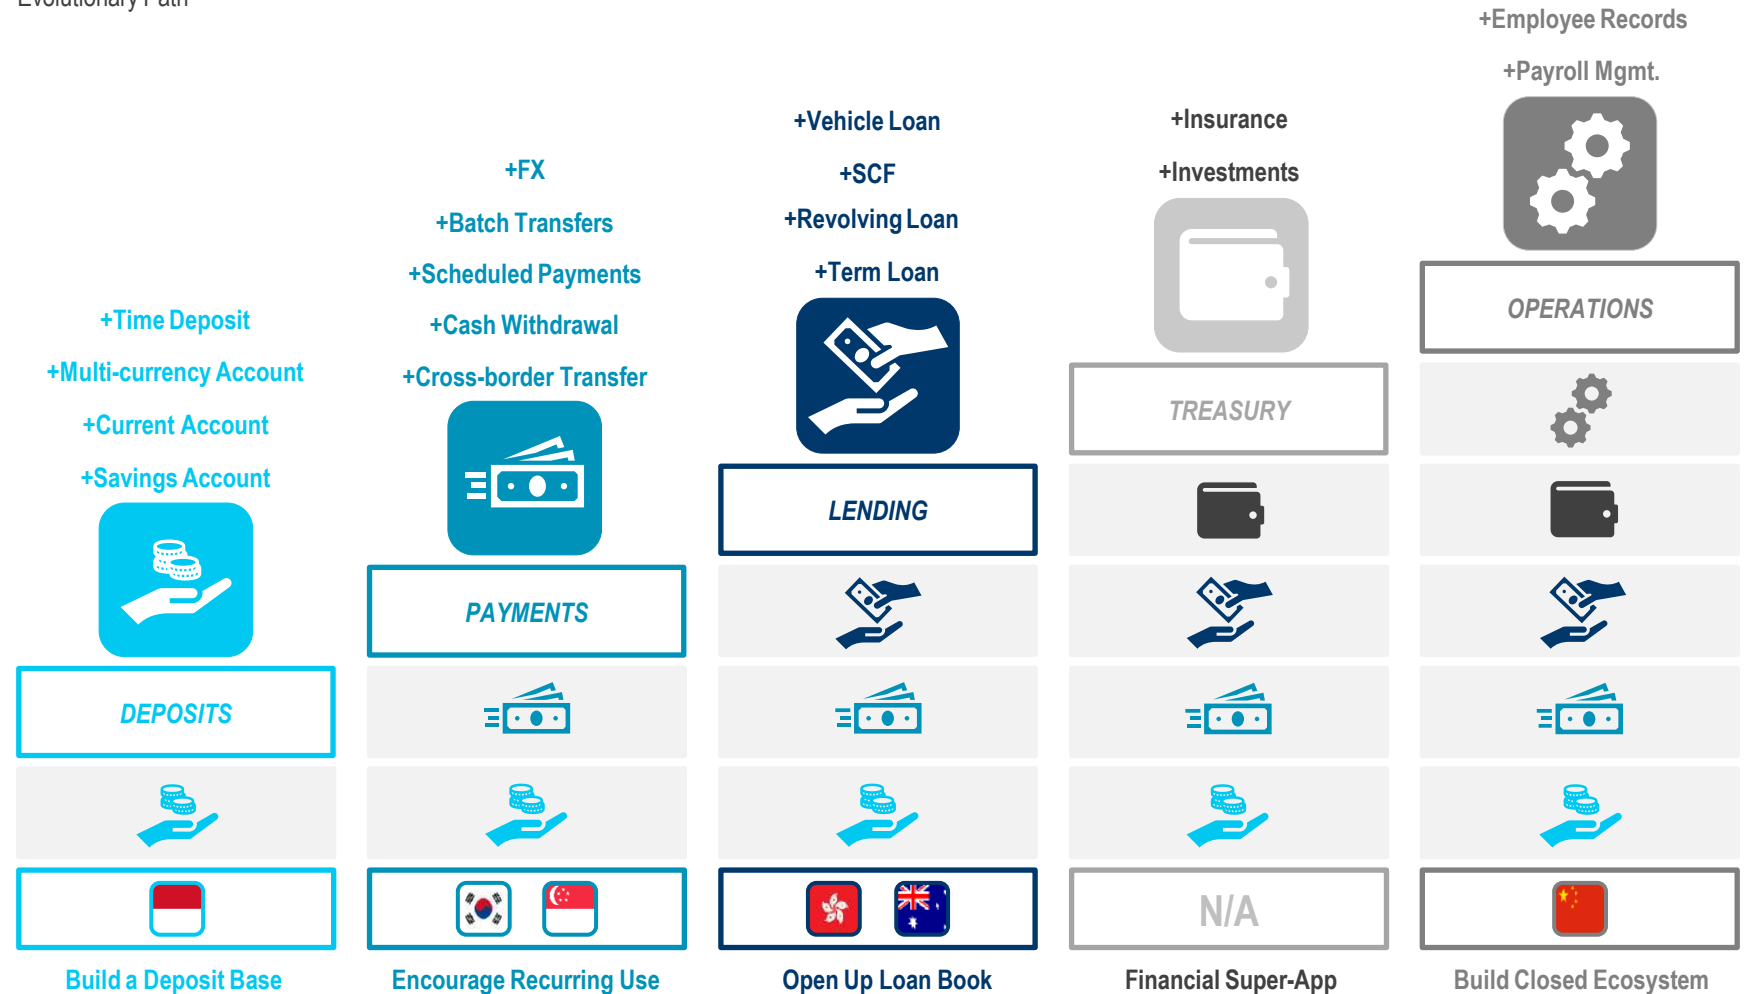 Evolutionary Path
+Time Deposit
+Multi-currency Account
+Current Account
+Savings Account
DEPOSITS
Build a Deposit Base
+FX
+Batch Transfers
+Scheduled Payments
+Cash Withdrawal
+Cross-border Transfer
PAYMENTS
Encourage Recurring Use
+Vehicle Loan
+SCF
+Revolving Loan
+Term Loan
LENDING
Open Up Loan Book
+Insurance
+Investments
TREASURY
N/A
Financial Super-App
+Employee Records
+Payroll Mgmt.
OPERATIONS
Build Closed Ecosystem